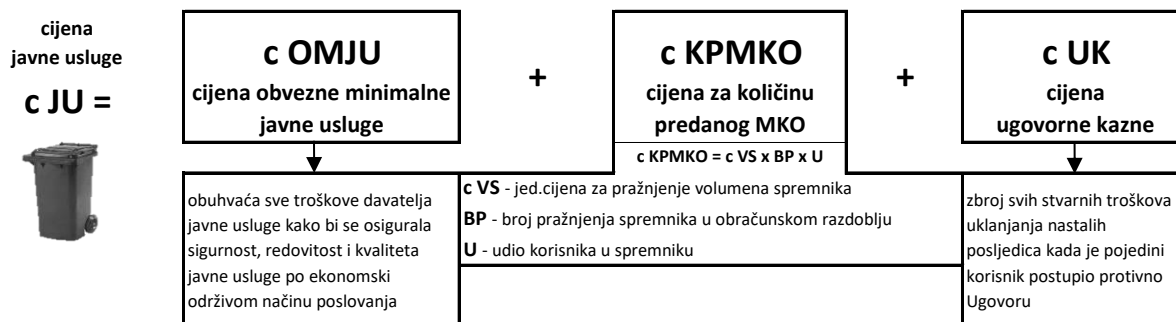 cijena
javne usluge
c JU =
c OMJU
cijena obvezne minimalne
javne usluge
+
c KPMKO
cijena za količinu
predanog MKO
c KPMKO = c VS x BP x U
+
c UK
cijena
ugovorne kazne
obuhvaća sve troškove davatelja
javne usluge kako bi se osigurala
sigurnost, redovitost i kvaliteta
javne usluge po ekonomski
održivom načinu poslovanja
c VS - jed.cijena za pražnjenje volumena spremnika
BP - broj pražnjenja spremnika u obračunskom razdoblju
U - udio korisnika u spremniku
zbroj svih stvarnih troškova
uklanjanja nastalih
posljedica kada je pojedini
korisnik postupio protivno
Ugovoru